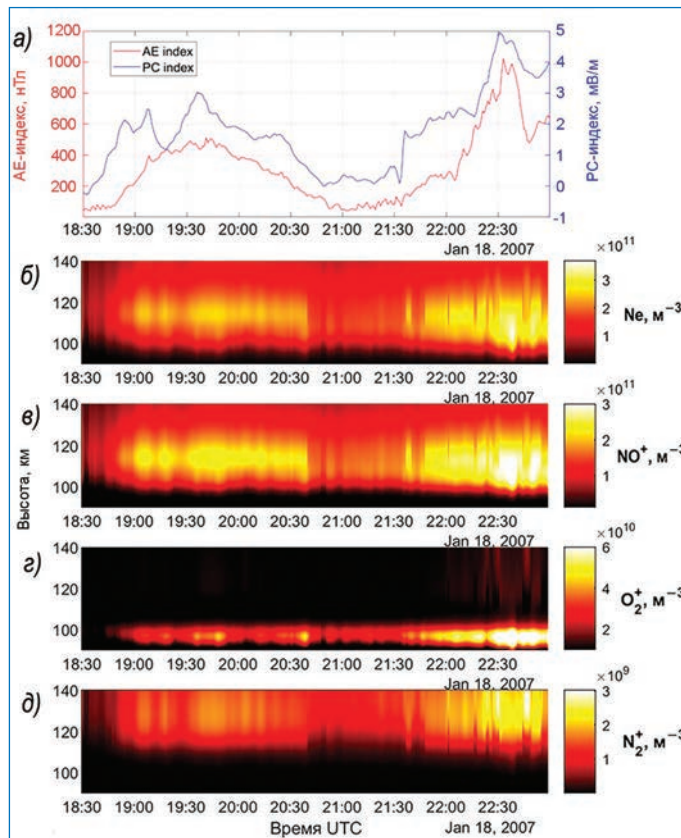 а)
1200
1000
800
600
400
200
АЕ-индекс, нТл
AE index
PC index
5
4
3
2
1
0
-1
РС-индекс, мВ/м
18:30 19:00 19:30 20:00 20:30 21:00 21:30 22:00 22:30
Jan 18, 2007
б)
140
120
100
×10¹¹
3
2
1
Ne, м⁻³
18:30 19:00 19:30 20:00 20:30 21:00 21:30 22:00 22:30
Jan 18, 2007
в)
140
120
100
Высота, км
×10¹¹
3
2
1
NO⁺, м⁻³
18:30 19:00 19:30 20:00 20:30 21:00 21:30 22:00 22:30
Jan 18, 2007
г)
140
120
100
×10¹⁰
6
4
2
O₂⁺, м⁻³
18:30 19:00 19:30 20:00 20:30 21:00 21:30 22:00 22:30
Jan 18, 2007
д)
140
120
100
×10⁹
3
2
1
N₂⁺, м⁻³
18:30 19:00 19:30 20:00 20:30 21:00 21:30 22:00 22:30
Время UTC
Jan 18, 2007